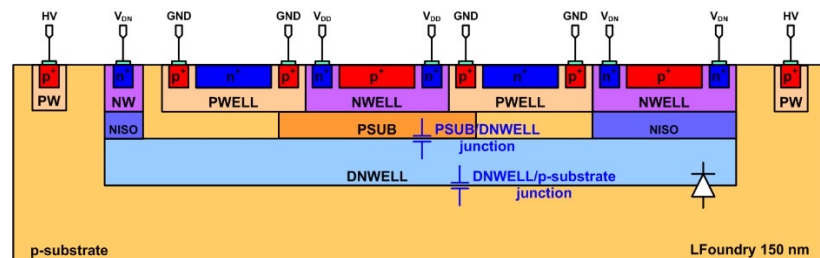 HV V_DN GND GND V_DD V_DD GND GND V_DN V_DN HV
p+ n+ p+ n+ p+ n+ p+ n+ p+ n+ p+ n+ p+ n+ p+
PW NW PWELL NWELL PWELL NWELL PW
NISO PSUB PSUB/DNWELL NISO
junction
DNWELL DNWELL/p-substrate
junction
p-substrate LFoundry 150 nm